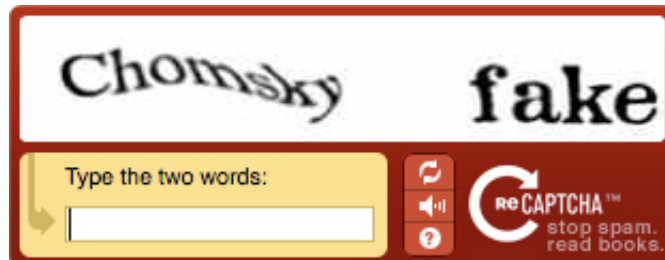 Chomsky fake
Type the two words:
ReCAPTCHA™
stop spam.
read books.